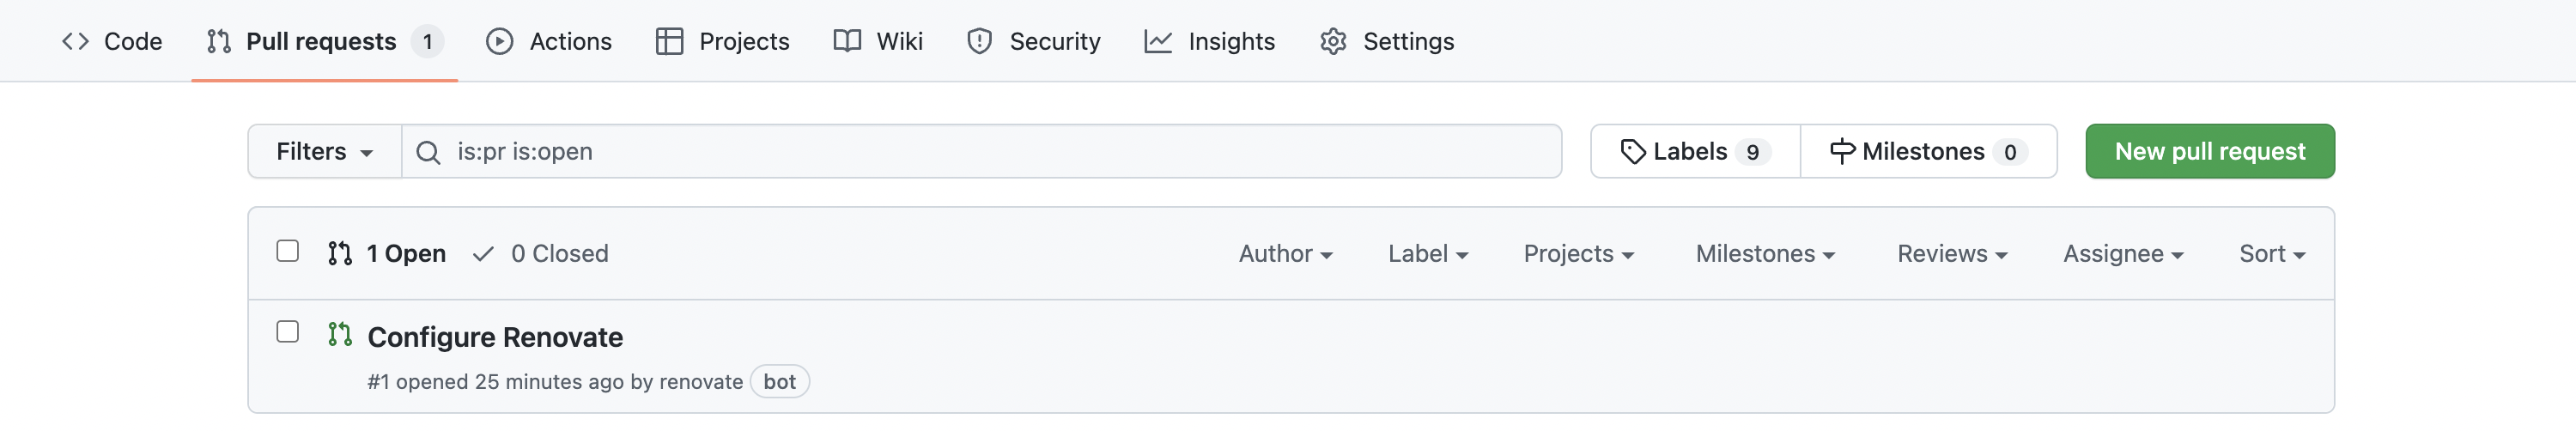 Code Pull requests 1 Actions Projects Wiki Security Insights Settings
Filters is:pr is:open Labels 9 Milestones 0 New pull request
1 Open 0 Closed Author Label Projects Milestones Reviews Assignee Sort
Configure Renovate
#1 opened 25 minutes ago by renovate bot